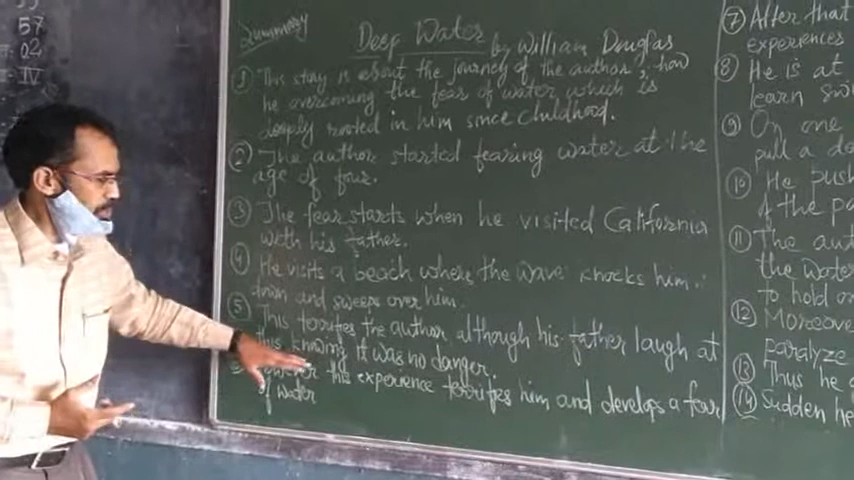 57
02
IV
Summary
Deep Water
by William Douglas
① This story is about the journey of the author, how
he overcoming the fear of water which is
deeply rooted in him since childhood.
② The author started fearing water, at the
age of four.
③ The fear starts when he visited California
with his father.
④ He visits a beach where the wave knocks him
down and sweeps over him.
⑤ This terrifies the author although his father laugh at
this knowing it was no danger.
this experience terrifies him and develops a fear
of water
⑦ After that
experiences
⑧ He is at
learn
⑨ On one
pull a
⑩ He push
at the
⑪ The
the water
to hold
⑫ Moreover
paralyze
⑬ Thus he
⑭ Sudden